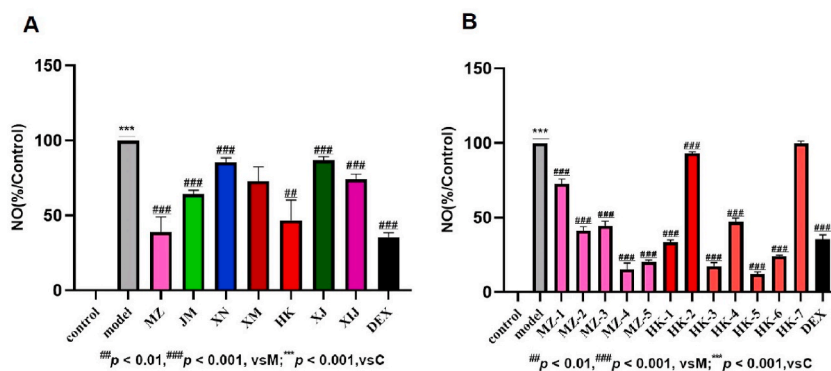 A
NO(%/Control)
150
100
50
0
***
###
###
###
##
###
###
###
control
model
MZ
JM
XN
XM
HK
XJ
XIJ
DEX
##p < 0.01,###p < 0.001, vsM;***p < 0.001,vsC
B
NO(%/Control)
150
100
50
0
***
###
###
###
###
###
###
###
###
###
###
###
###
control
model
MZ-1
MZ-2
MZ-3
MZ-4
MZ-5
HK-1
HK-2
HK-3
HK-4
HK-5
HK-6
HK-7
DEX
##p < 0.01,###p < 0.001, vsM;***p < 0.001,vsC